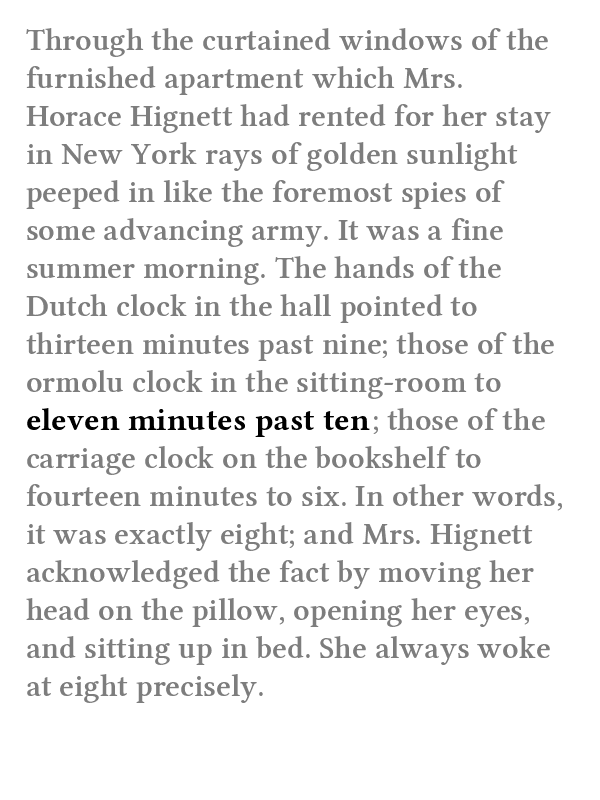 Through the curtained windows of the
furnished apartment which Mrs.
Horace Hignett had rented for her stay
in New York rays of golden sunlight
peeped in like the foremost spies of
some advancing army. It was a fine
summer morning. The hands of the
Dutch clock in the hall pointed to
thirteen minutes past nine; those of the
ormolu clock in the sitting-room to
eleven minutes past ten; those of the
carriage clock on the bookshelf to
fourteen minutes to six. In other words,
it was exactly eight; and Mrs. Hignett
acknowledged the fact by moving her
head on the pillow, opening her eyes,
and sitting up in bed. She always woke
at eight precisely.